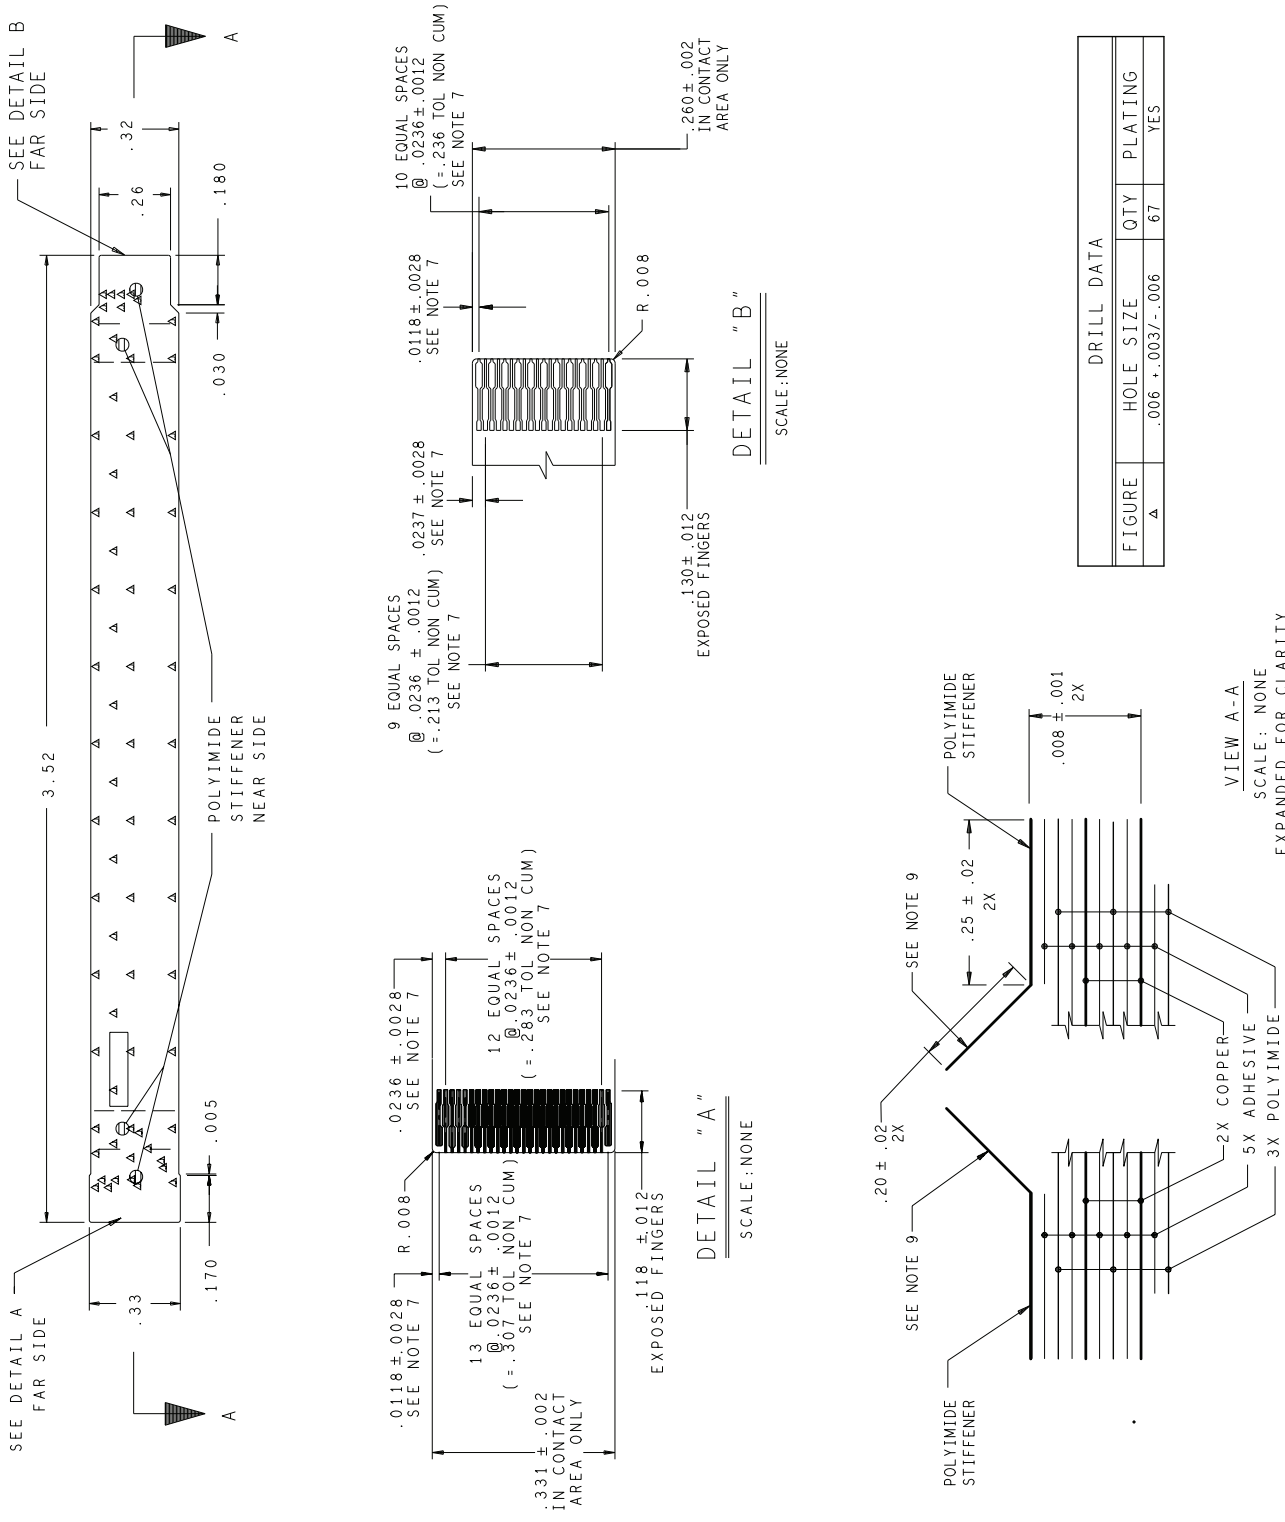 SEE DETAIL A
FAR SIDE
SEE DETAIL B
FAR SIDE
3.52
.33
.170
.005
.32
.26
.180
.030
A
A
POLYIMIDE
STIFFENER
NEAR SIDE
.0118±.0028
SEE NOTE 7
13 EQUAL SPACES
@.0236± .0012
(=.307 TOL NON CUM)
SEE NOTE 7
.331 ± .002
IN CONTACT
AREA ONLY
R.008
.0236 ±.0028
SEE NOTE 7
12 EQUAL SPACES
@.0236± .0012
(=.283 TOL NON CUM)
SEE NOTE 7
.118 ±.012
EXPOSED FINGERS
DETAIL "A"
SCALE:NONE
9 EQUAL SPACES
@ .0236 ± .0012
(=.213 TOL NON CUM)
SEE NOTE 7
.0237 ± .0028
SEE NOTE 7
.0118±.0028
SEE NOTE 7
10 EQUAL SPACES
@ .0236±.0012
(=.236 TOL NON CUM)
SEE NOTE 7
.260±.002
IN CONTACT
AREA ONLY
R.008
.130±.012
EXPOSED FINGERS
DETAIL "B"
SCALE:NONE
POLYIMIDE
STIFFENER
SEE NOTE 9
.20 ± .02
2X
SEE NOTE 9
.25 ± .02
2X
POLYIMIDE
STIFFENER
.008 ± .001
2X
2X COPPER
5X ADHESIVE
3X POLYIMIDE
VIEW A-A
SCALE: NONE
EXPANDED FOR CLARITY
DRILL DATA
FIGURE HOLE SIZE QTY PLATING
.006 +.003/-.006 67 YES